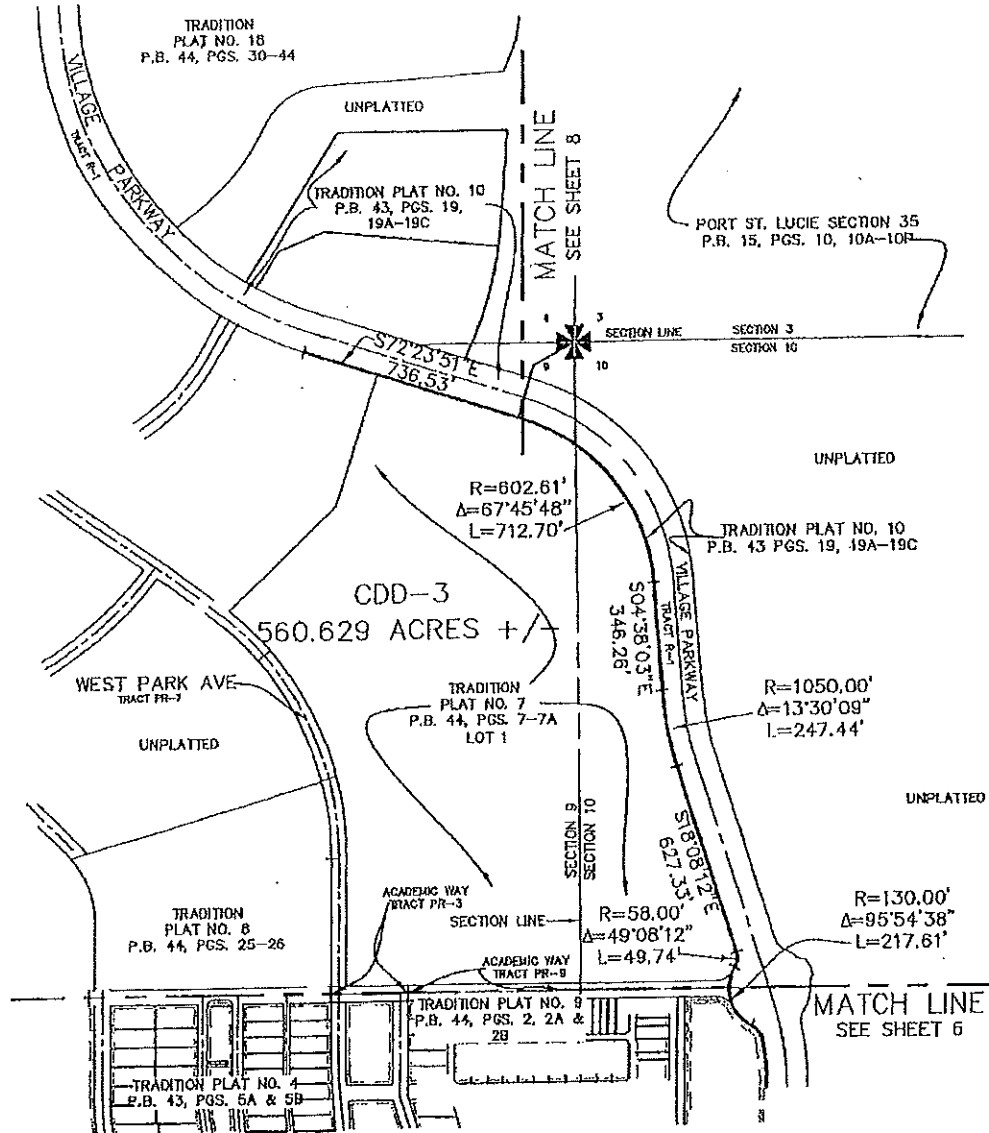 TRADITION
PLAT NO. 18
P.B. 44, PGS. 30-44
VILLAGE PARKWAY
TRACT R-1
UNPLATTED
MATCH LINE
SEE SHEET 8
TRADITION PLAT NO. 10
P.B. 43, PGS. 19,
19A-19C
PORT ST. LUCIE SECTION 35
P.B. 15, PGS. 10, 10A-10P
4
3
SECTION LINE
SECTION 3
SECTION 10
9
10
S72°23'51"E
736.53'
UNPLATTED
R=602.61'
Δ=67°45'48"
L=712.70'
TRADITION PLAT NO. 10
P.B. 43 PGS. 19, 19A-19C
CDD-3
560.629 ACRES +/-
S04°38'03"E
346.26'
VILLAGE PARKWAY
TRACT R-1
WEST PARK AVE
TRACT PR-7
UNPLATTED
TRADITION
PLAT NO. 7
P.B. 44, PGS. 7-7A
LOT 1
R=1050.00'
Δ=13°30'09"
L=247.44'
UNPLATTED
SECTION 9
SECTION 10
S18°08'12"E
627.33'
ACADEMIC WAY
TRACT PR-3
SECTION LINE
R=58.00'
Δ=49°08'12"
L=49.74'
R=130.00'
Δ=95°54'38"
L=217.61'
TRADITION
PLAT NO. 8
P.B. 44, PGS. 25-26
ACADEMIC WAY
TRACT PR-9
TRADITION PLAT NO. 9
P.B. 44, PGS. 2, 2A &
2B
MATCH LINE
SEE SHEET 6
TRADITION PLAT NO. 4
P.B. 43, PGS. 5A & 5B